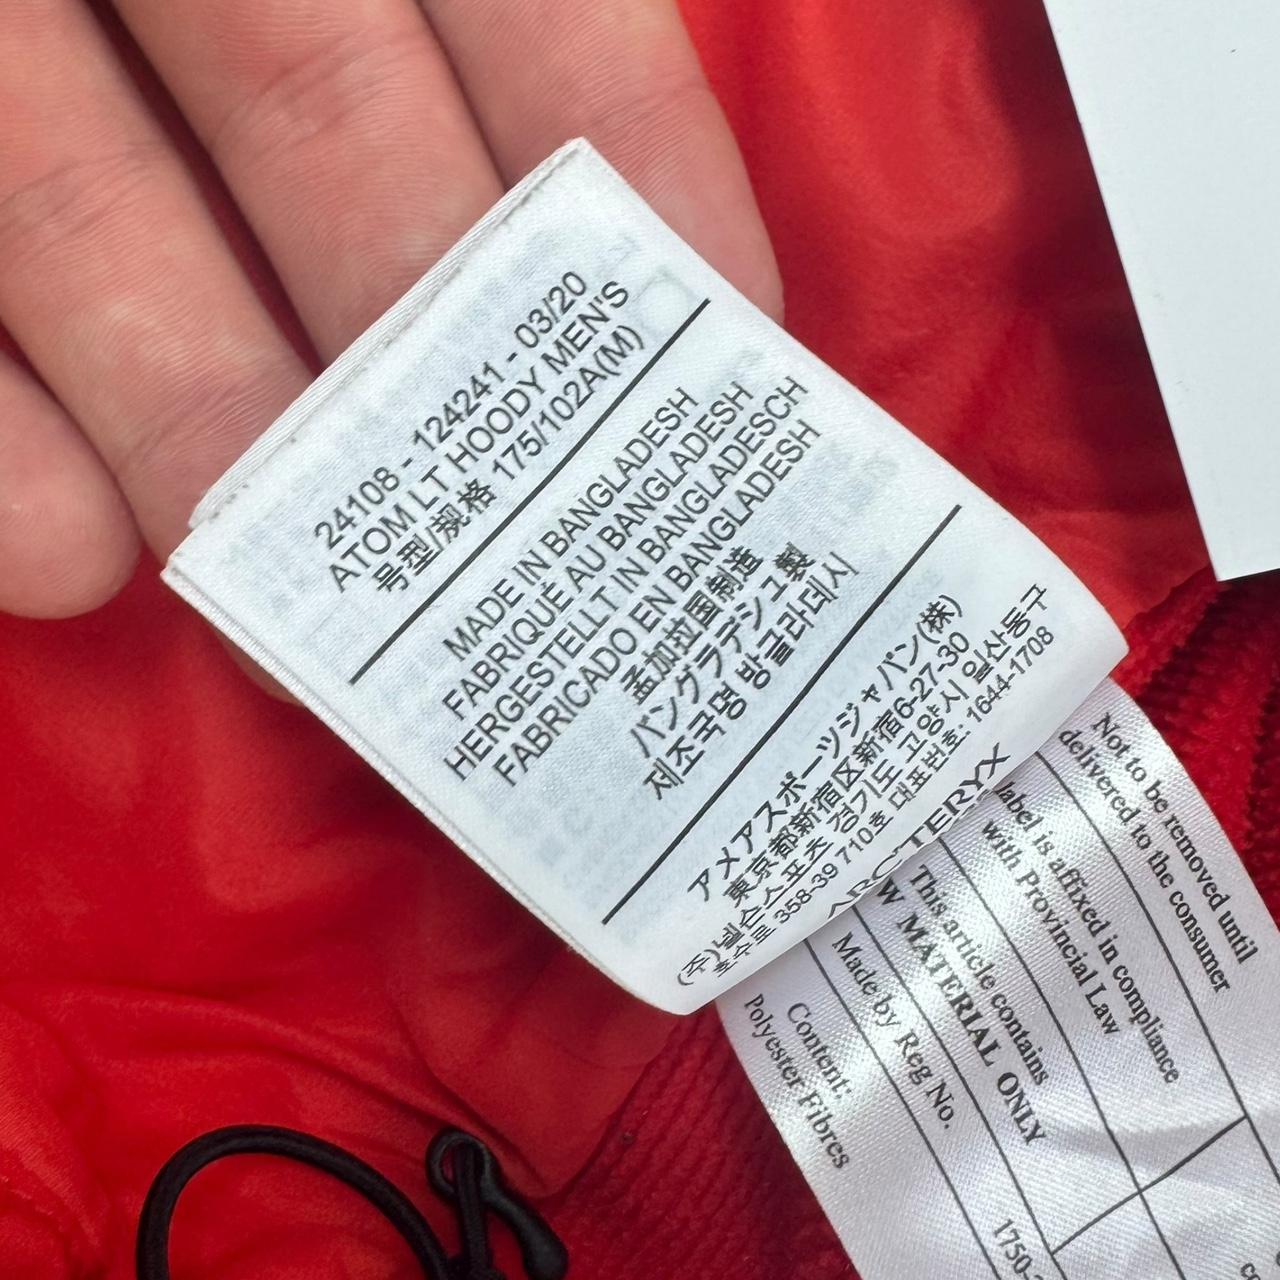 24108 - 124241 - 03/20
ATOM LT HOODY MEN'S
号型/规格 175/102A(M)
MADE IN BANGLADESH
FABRIQUÉ AU BANGLADESH
HERGESTELLT IN BANGLADESCH
FABRICADO EN BANGLADESH
孟加拉国制造
バングラデシュ製
제조국명 방글라데시
アメアスポーツジャパン(株)
東京都新宿区新宿6-27-30
(주)넬슨스포츠 경기도 고양시 일산동구
호수로 358-39 710호 대표번호: 1644-1708
ARC'TERYX
Not to be removed until
delivered to the consumer
label is affixed in compliance
with Provincial Law
This article contains
W MATERIAL ONLY
Made by Reg No.
Content:
Polyester Fibres
1750-